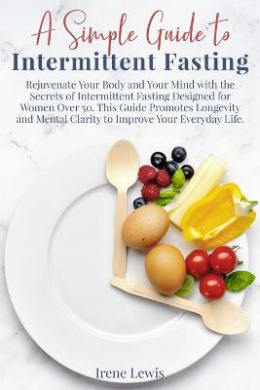 A Simple Guide to
Intermittent Fasting
Rejuvenate Your Body and Your Mind with the
Secrets of Intermittent Fasting Designed for
Women Over 50. This Guide Promotes Longevity
and Mental Clarity to Improve Your Everyday Life.
Irene Lewis